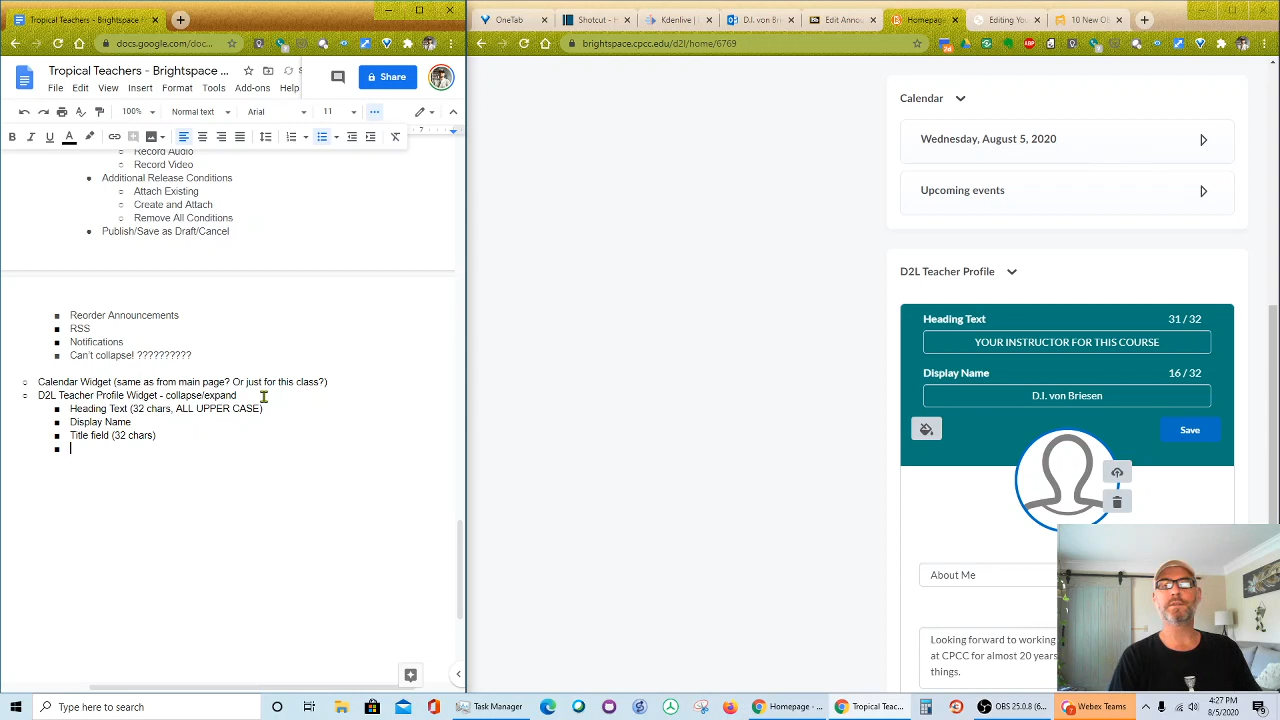 Tropical Teachers - Brightspace
OneTab
Shotcut - H
Kdenlive |
D.I. von Bri
Edit Annou
Homepage
Editing You
10 New OB
docs.google.com/doc...
brightspace.cpcc.edu/d2l/home/6769
Tropical Teachers - Brightspace ...
Share
File Edit View Insert Format Tools Add-ons Help
100% Normal text Arial 11
7
Record Audio
Record Video
Additional Release Conditions
Attach Existing
Create and Attach
Remove All Conditions
Publish/Save as Draft/Cancel
Reorder Announcements
RSS
Notifications
Can't collapse! ??????????
Calendar Widget (same as from main page? Or just for this class?)
D2L Teacher Profile Widget - collapse/expand
Heading Text (32 chars, ALL UPPER CASE)
Display Name
Title field (32 chars)
Calendar
Wednesday, August 5, 2020
Upcoming events
D2L Teacher Profile
Heading Text 31 / 32
YOUR INSTRUCTOR FOR THIS COURSE
Display Name 16 / 32
D.I. von Briesen
Save
About Me
Looking forward to working
at CPCC for almost 20 years
things.
Type here to search
Task Manager
Homepage - ...
Tropical Teac...
OBS 25.0.8 (6...
Webex Teams
4:27 PM
8/5/2020